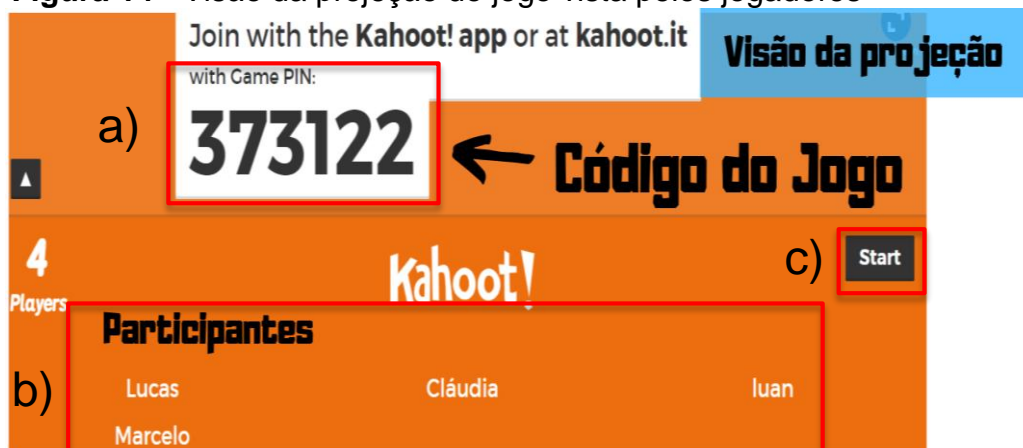 Join with the Kahoot! app or at kahoot.it
Visão da projeção
with Game PIN:
a)
373122
Código do Jogo
4
Players
Kahoot!
c)
Start
Participantes
b)
Lucas Cláudia Iuan
Marcelo